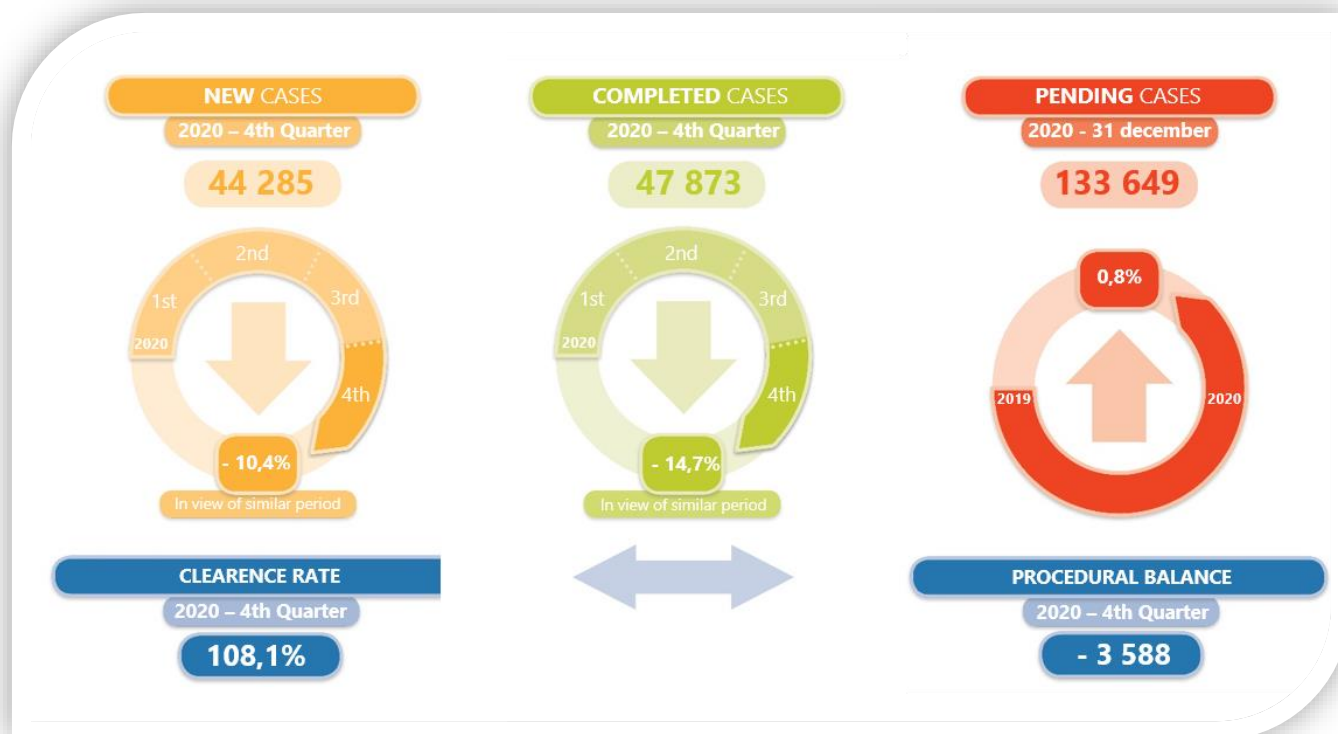 NEW CASES
2020 – 4th Quarter
44 285
1st
2nd
3rd
4th
2020
- 10,4%
In view of similar period
COMPLETED CASES
2020 – 4th Quarter
47 873
1st
2nd
3rd
4th
2020
- 14,7%
In view of similar period
PENDING CASES
2020 - 31 december
133 649
0,8%
2019
2020
CLEARENCE RATE
2020 – 4th Quarter
108,1%
PROCEDURAL BALANCE
2020 – 4th Quarter
- 3 588